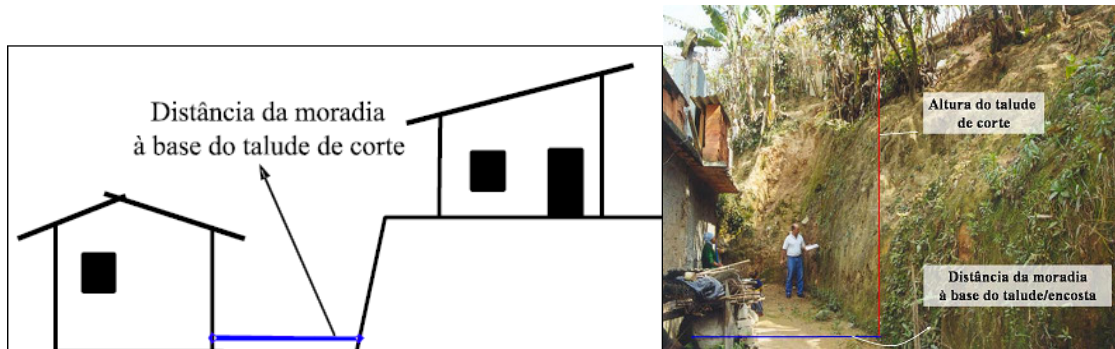 Distância da moradia
à base do talude de corte
Altura do talude
de corte
Distância da moradia
à base do talude/encosta